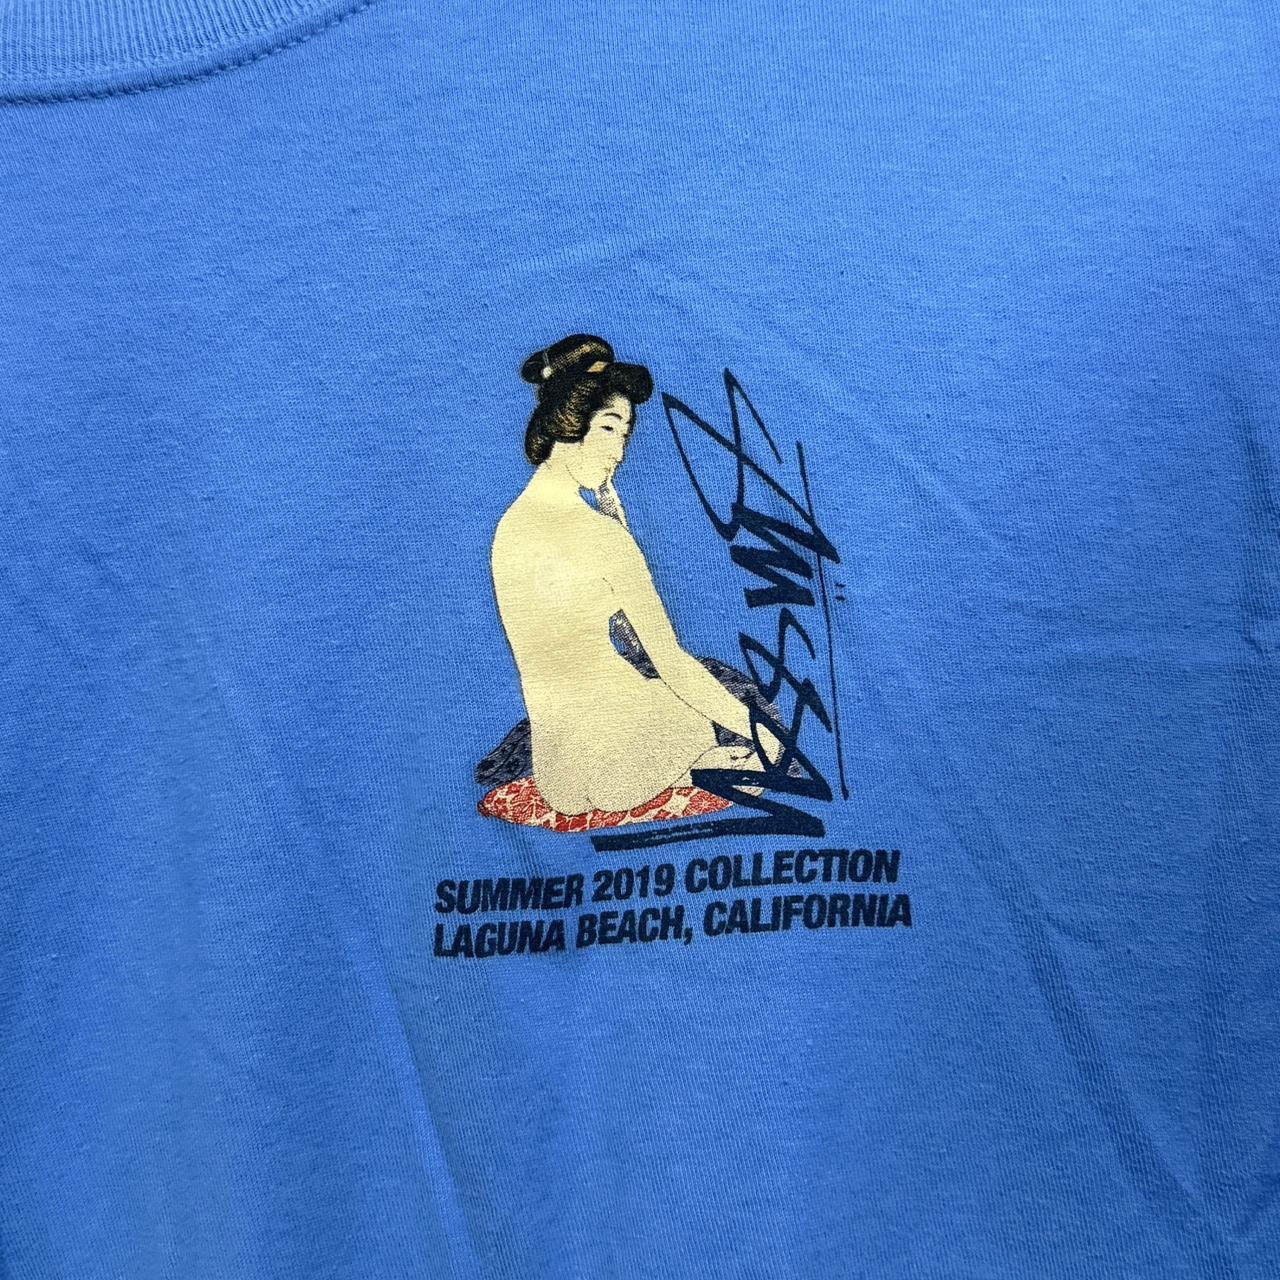 Stüssy
SUMMER 2019 COLLECTION
LAGUNA BEACH, CALIFORNIA